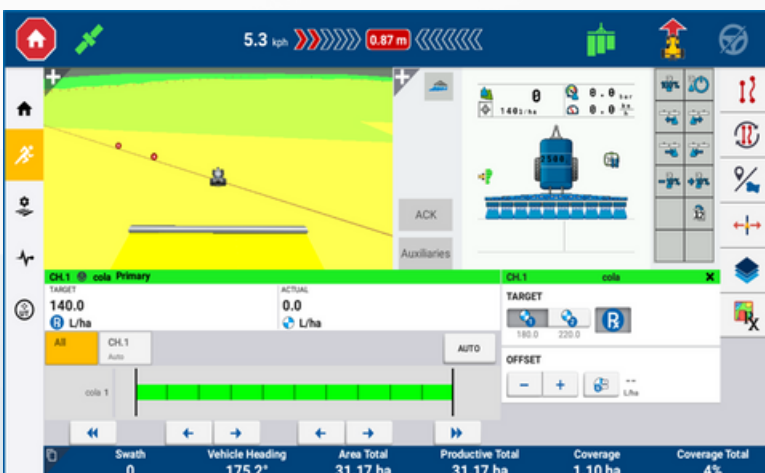 5.3 kph 0.87 m
0 0.0 bar
140l/ha 0.0 km/h
2500
ACK
Auxiliaries
CH.1 cola Primary
TARGET ACTUAL
140.0 0.0
L/ha L/ha
All CH.1 AUTO
Auto
cola 1
CH.1 cola X
TARGET
180.0 220.0
OFFSET
- + --
L/ha
Swath Vehicle Heading Area Total Productive Total Coverage Coverage Total
0 175.2° 31.17 ha 31.17 ha 1.10 ha 4%